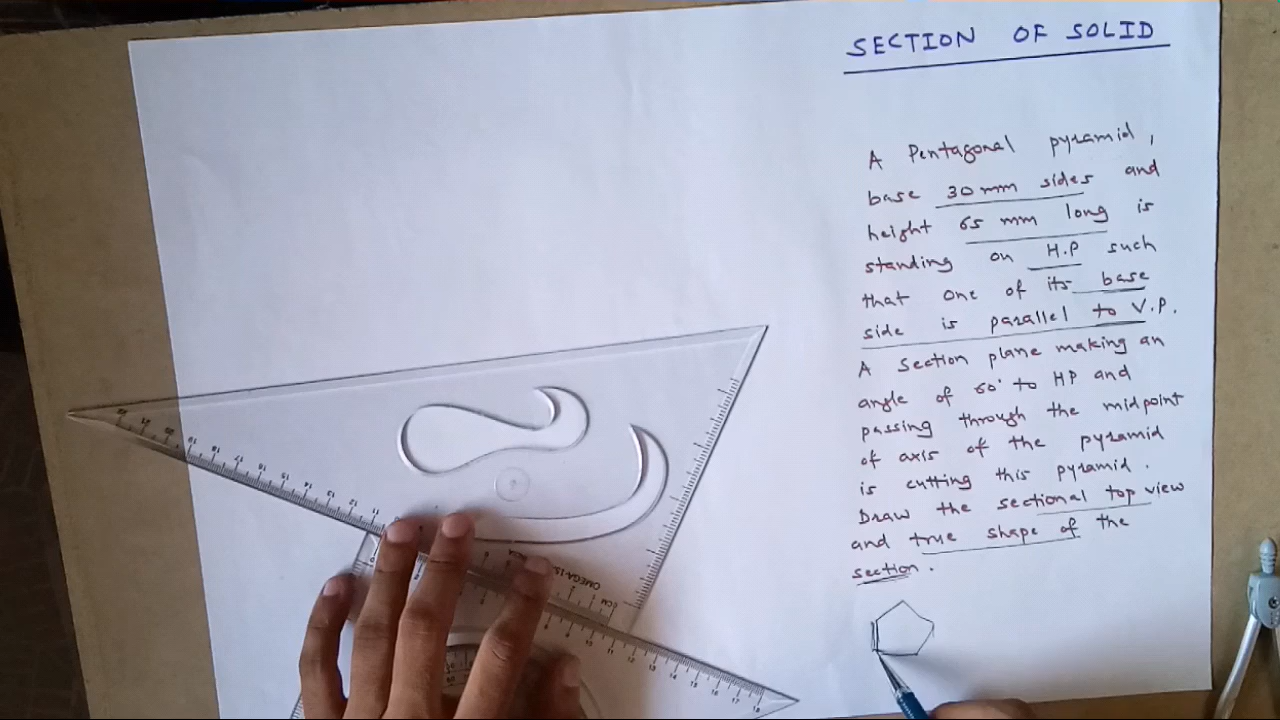 SECTION OF SOLID
A Pentagonal pyramid,
base 30 mm sides and
height 65 mm long is
standing on H.P such
that one of its base
side is parallel to V.P.
A section plane making an
angle of 60° to HP and
passing through the midpoint
of axis of the pyramid
is cutting this pyramid.
Draw the sectional top view
and true shape of the
section.